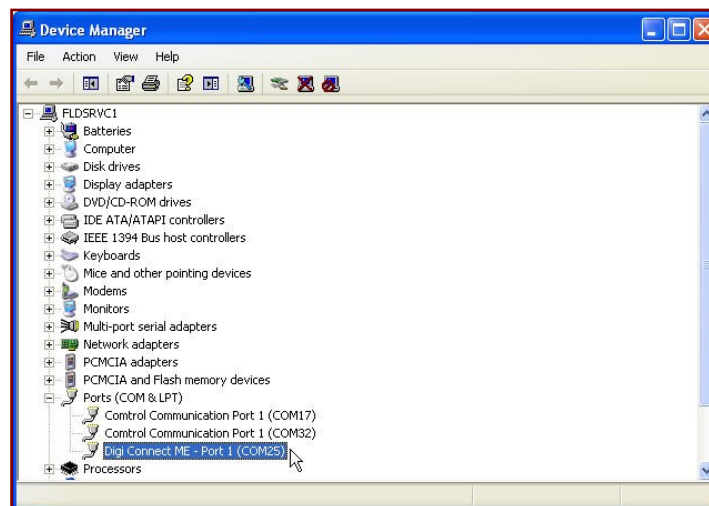 Device Manager
File Action View Help
FLDSRVC1
Batteries
Computer
Disk drives
Display adapters
DVD/CD-ROM drives
IDE ATA/ATAPI controllers
IEEE 1394 Bus host controllers
Keyboards
Mice and other pointing devices
Modems
Monitors
Multi-port serial adapters
Network adapters
PCMCIA adapters
PCMCIA and Flash memory devices
Ports (COM & LPT)
Comtrol Communication Port 1 (COM17)
Comtrol Communication Port 1 (COM32)
Digi Connect ME - Port 1 (COM25)
Processors